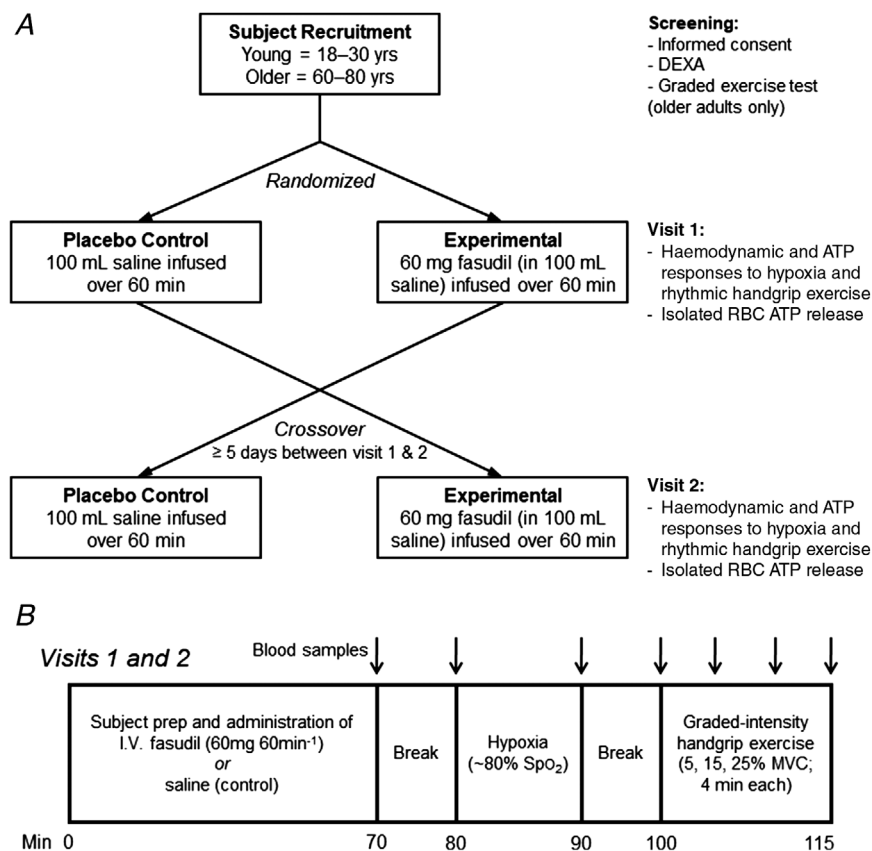 A
Subject Recruitment
Young = 18–30 yrs
Older = 60–80 yrs
Screening:
- Informed consent
- DEXA
- Graded exercise test
(older adults only)
Randomized
Placebo Control
100 mL saline infused
over 60 min
Experimental
60 mg fasudil (in 100 mL
saline) infused over 60 min
Visit 1:
- Haemodynamic and ATP
responses to hypoxia and
rhythmic handgrip exercise
- Isolated RBC ATP release
Crossover
≥ 5 days between visit 1 & 2
Placebo Control
100 mL saline infused
over 60 min
Experimental
60 mg fasudil (in 100 mL
saline) infused over 60 min
Visit 2:
- Haemodynamic and ATP
responses to hypoxia and
rhythmic handgrip exercise
- Isolated RBC ATP release
B
Visits 1 and 2
Blood samples
Subject prep and administration of
I.V. fasudil (60mg 60min⁻¹)
or
saline (control)
Break
Hypoxia
(~80% SpO₂)
Break
Graded-intensity
handgrip exercise
(5, 15, 25% MVC;
4 min each)
Min 0 70 80 90 100 115